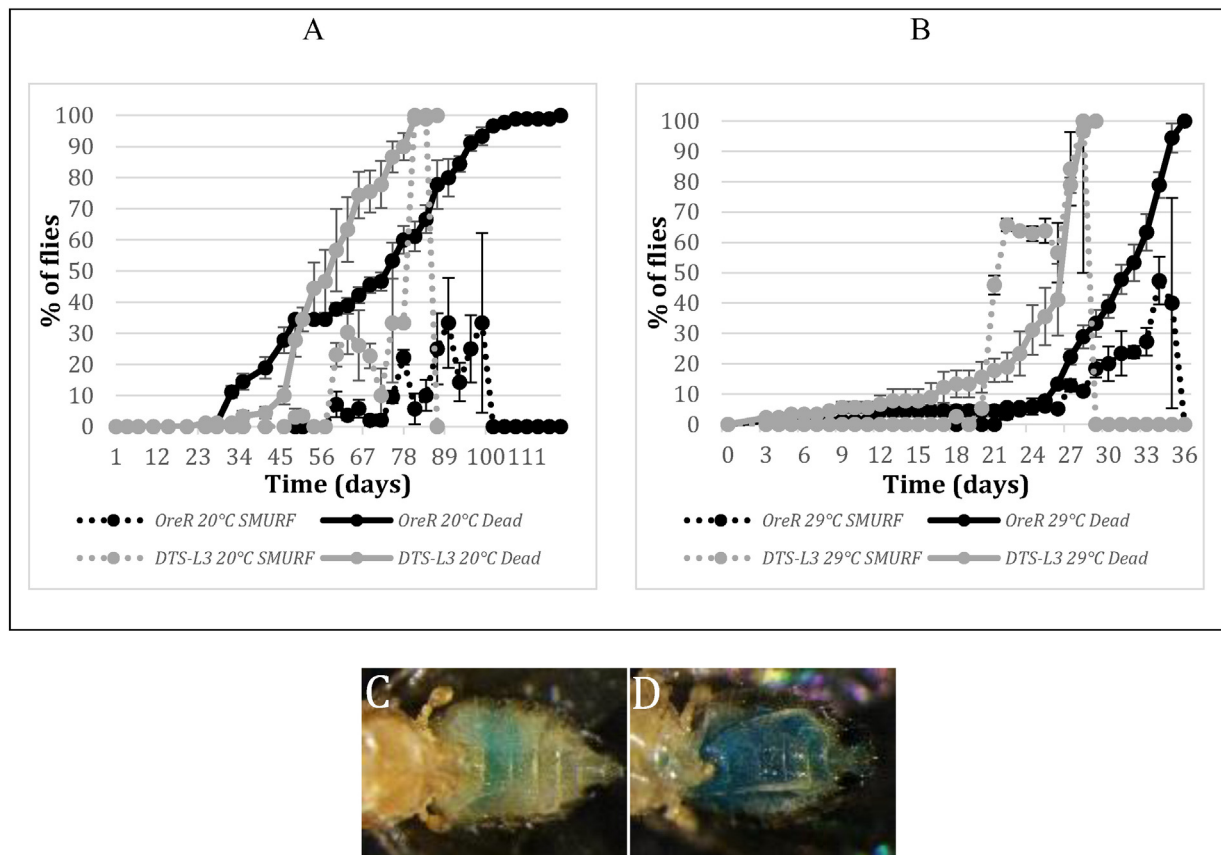 A
B
% of flies
100
90
80
70
60
50
40
30
20
10
0
1 12 23 34 45 56 67 78 89 100 111
Time (days)
OreR 20°C SMURF OreR 20°C Dead
DTS-L3 20°C SMURF DTS-L3 20°C Dead
% of flies
100
90
80
70
60
50
40
30
20
10
0
0 3 6 9 12 15 18 21 24 27 30 33 36
Time (days)
OreR 29°C SMURF OreR 29°C Dead
DTS-L3 29°C SMURF DTS-L3 29°C Dead
C
D